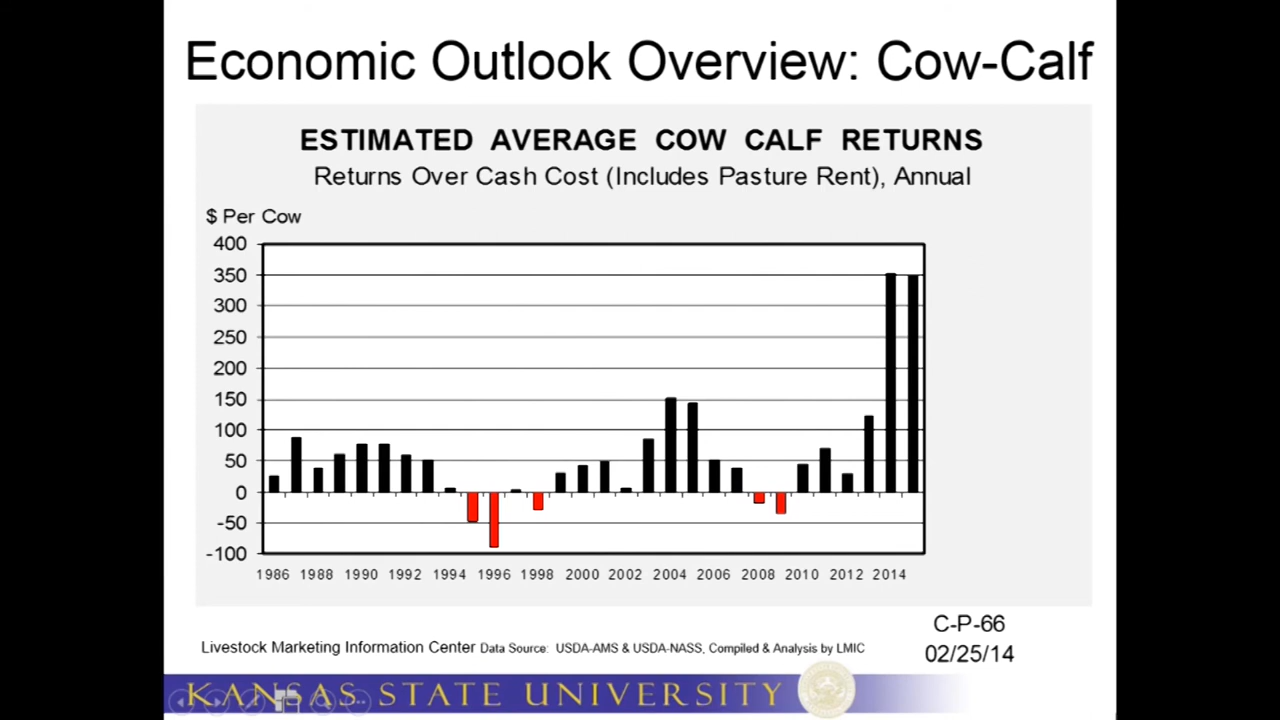 Economic Outlook Overview: Cow-Calf
ESTIMATED AVERAGE COW CALF RETURNS
Returns Over Cash Cost (Includes Pasture Rent), Annual
$ Per Cow
400
350
300
250
200
150
100
50
0
-50
-100
1986 1988 1990 1992 1994 1996 1998 2000 2002 2004 2006 2008 2010 2012 2014
C-P-66
Livestock Marketing Information Center Data Source: USDA-AMS & USDA-NASS, Compiled & Analysis by LMIC
02/25/14
KANSAS STATE UNIVERSITY